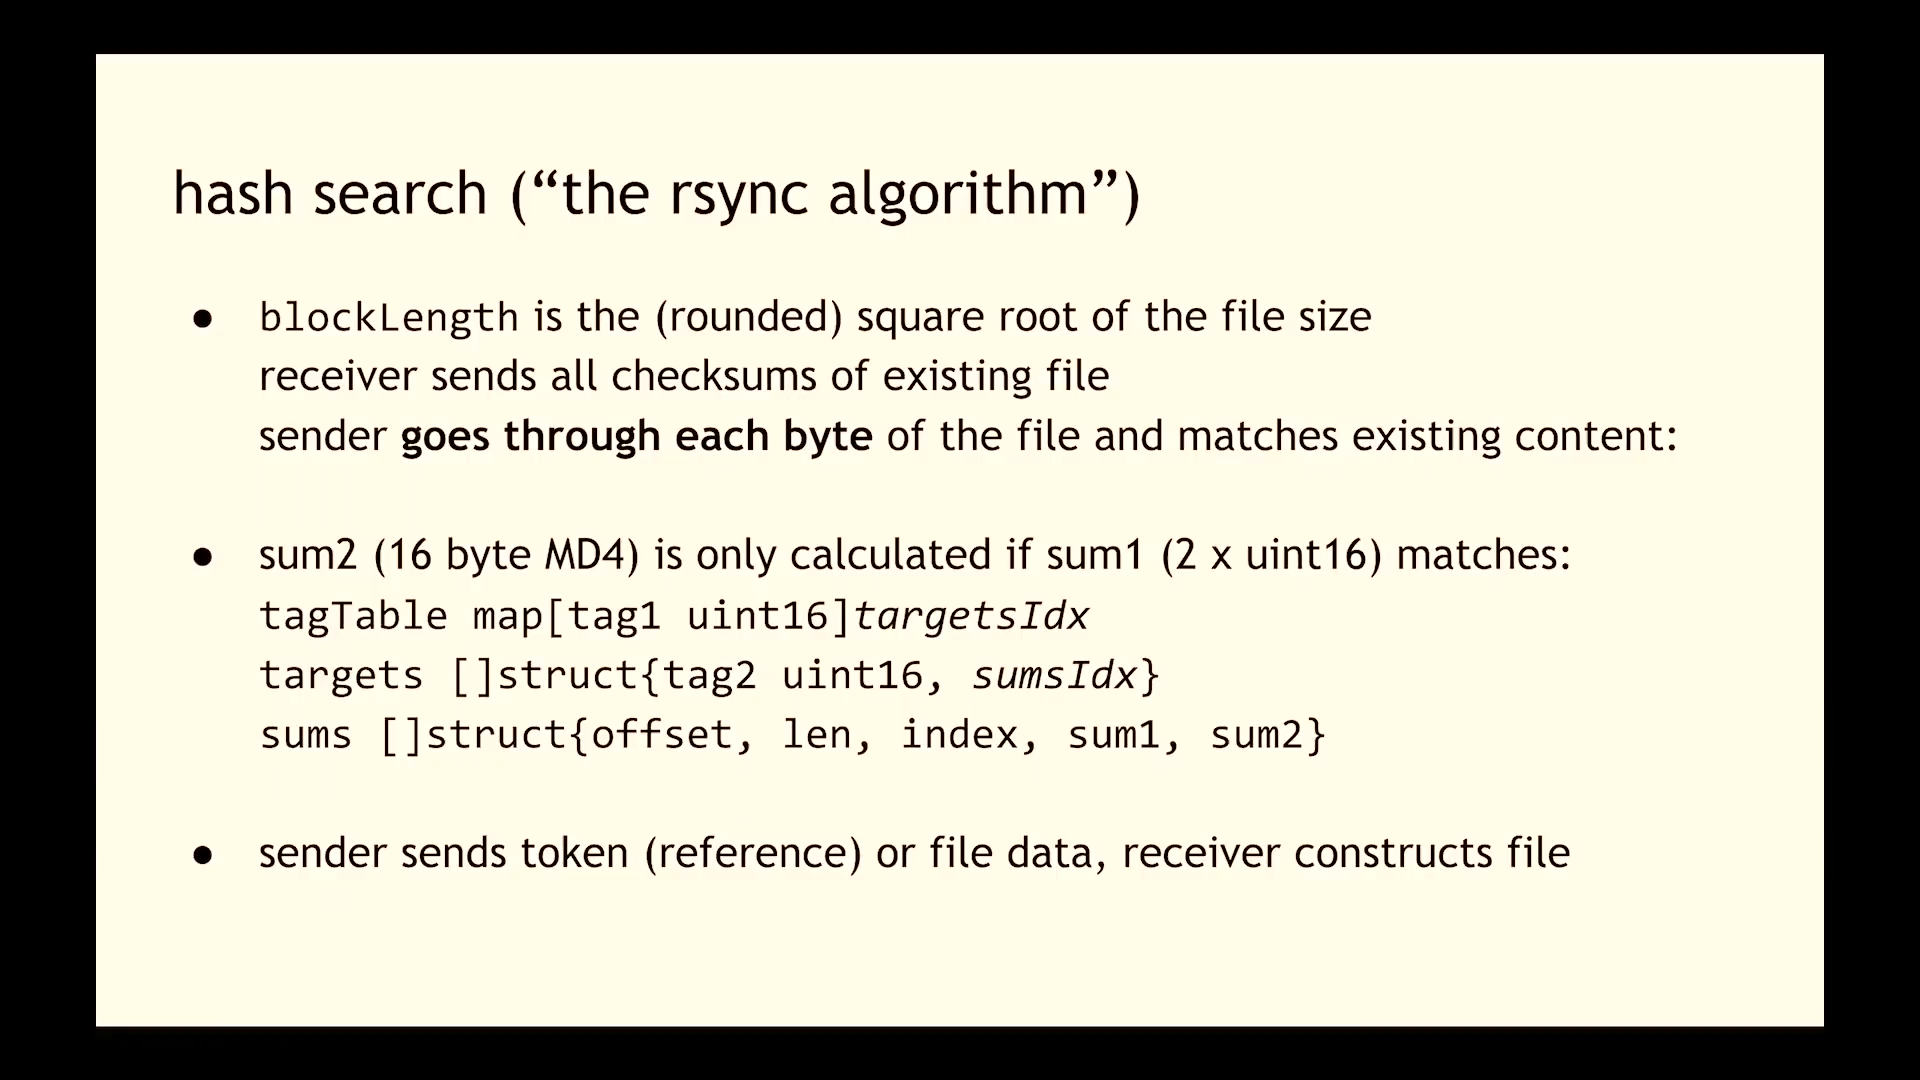 hash search (“the rsync algorithm”)
● blockLength is the (rounded) square root of the file size
receiver sends all checksums of existing file
sender goes through each byte of the file and matches existing content:
● sum2 (16 byte MD4) is only calculated if sum1 (2 x uint16) matches:
tagTable map[tag1 uint16]targetsIdx
targets []struct{tag2 uint16, sumsIdx}
sums []struct{offset, len, index, sum1, sum2}
● sender sends token (reference) or file data, receiver constructs file